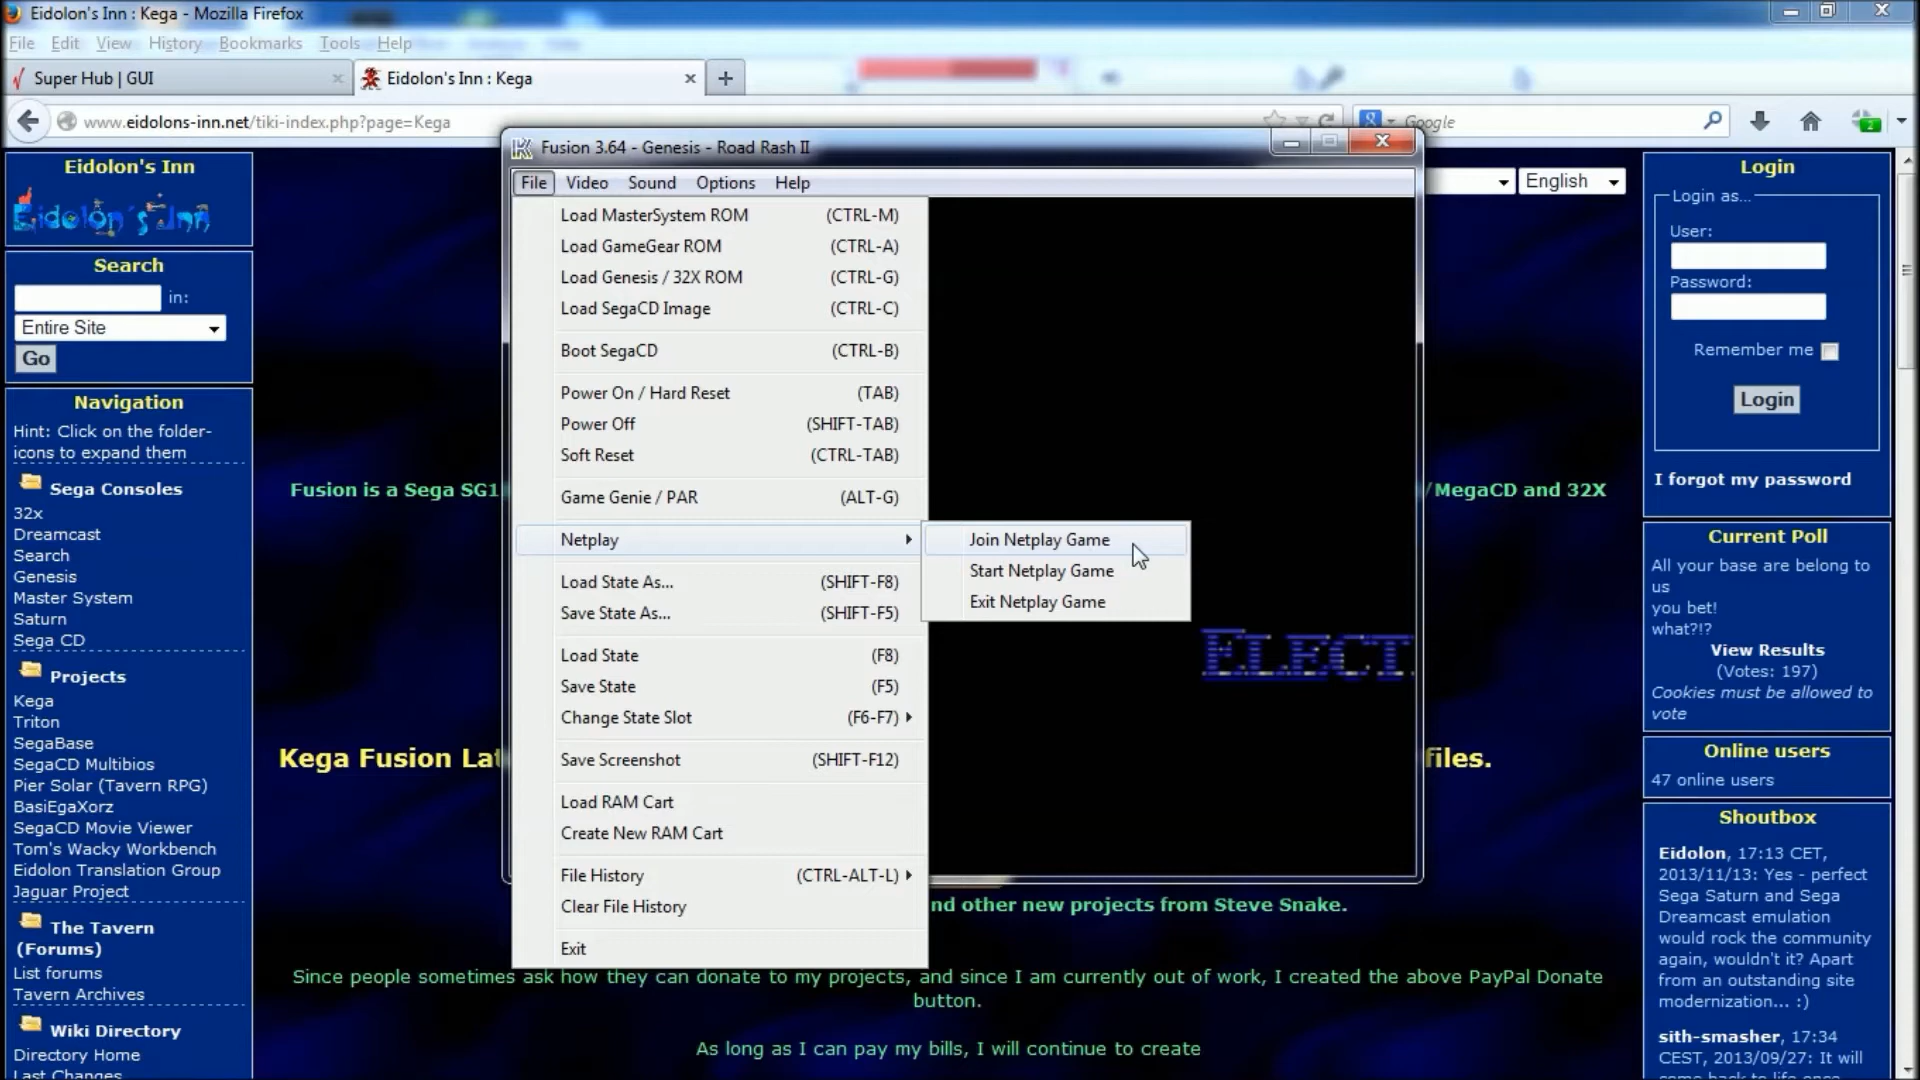 Eidolon's Inn : Kega - Mozilla Firefox
File Edit View History Bookmarks Tools Help
Super Hub | GUI
Eidolon's Inn : Kega
www.eidolons-inn.net/tiki-index.php?page=Kega
Google
2
Eidolon's Inn
Eidolon's Inn
Search
in:
Entire Site
Go
Navigation
Hint: Click on the folder-
icons to expand them
Sega Consoles
32x
Dreamcast
Search
Genesis
Master System
Saturn
Sega CD
Projects
Kega
Triton
SegaBase
SegaCD Multibios
Pier Solar (Tavern RPG)
BasiEgaXorz
SegaCD Movie Viewer
Tom's Wacky Workbench
Eidolon Translation Group
Jaguar Project
The Tavern
(Forums)
List forums
Tavern Archives
Wiki Directory
Directory Home
Last Changes
Fusion 3.64 - Genesis - Road Rash II
File Video Sound Options Help
Load MasterSystem ROM (CTRL-M)
Load GameGear ROM (CTRL-A)
Load Genesis / 32X ROM (CTRL-G)
Load SegaCD Image (CTRL-C)
Boot SegaCD (CTRL-B)
Power On / Hard Reset (TAB)
Power Off (SHIFT-TAB)
Soft Reset (CTRL-TAB)
Game Genie / PAR (ALT-G)
Netplay
Load State As... (SHIFT-F8)
Save State As... (SHIFT-F5)
Load State (F8)
Save State (F5)
Change State Slot (F6-F7)
Save Screenshot (SHIFT-F12)
Load RAM Cart
Create New RAM Cart
File History (CTRL-ALT-L)
Clear File History
Exit
Join Netplay Game
Start Netplay Game
Exit Netplay Game
ELECT
Fusion is a Sega SG1
/MegaCD and 32X
Kega Fusion Lat
files.
nd other new projects from Steve Snake.
Since people sometimes ask how they can donate to my projects, and since I am currently out of work, I created the above PayPal Donate
button.
As long as I can pay my bills, I will continue to create
English
Login
Login as...
User:
Password:
Remember me
Login
I forgot my password
Current Poll
All your base are belong to
us
you bet!
what?!?
View Results
(Votes: 197)
Cookies must be allowed to
vote
Online users
47 online users
Shoutbox
Eidolon, 17:13 CET,
2013/11/13: Yes - perfect
Sega Saturn and Sega
Dreamcast emulation
would rock the community
again, wouldn't it? Apart
from an outstanding site
modernization... :)
sith-smasher, 17:34
CEST, 2013/09/27: It will
come back to life once